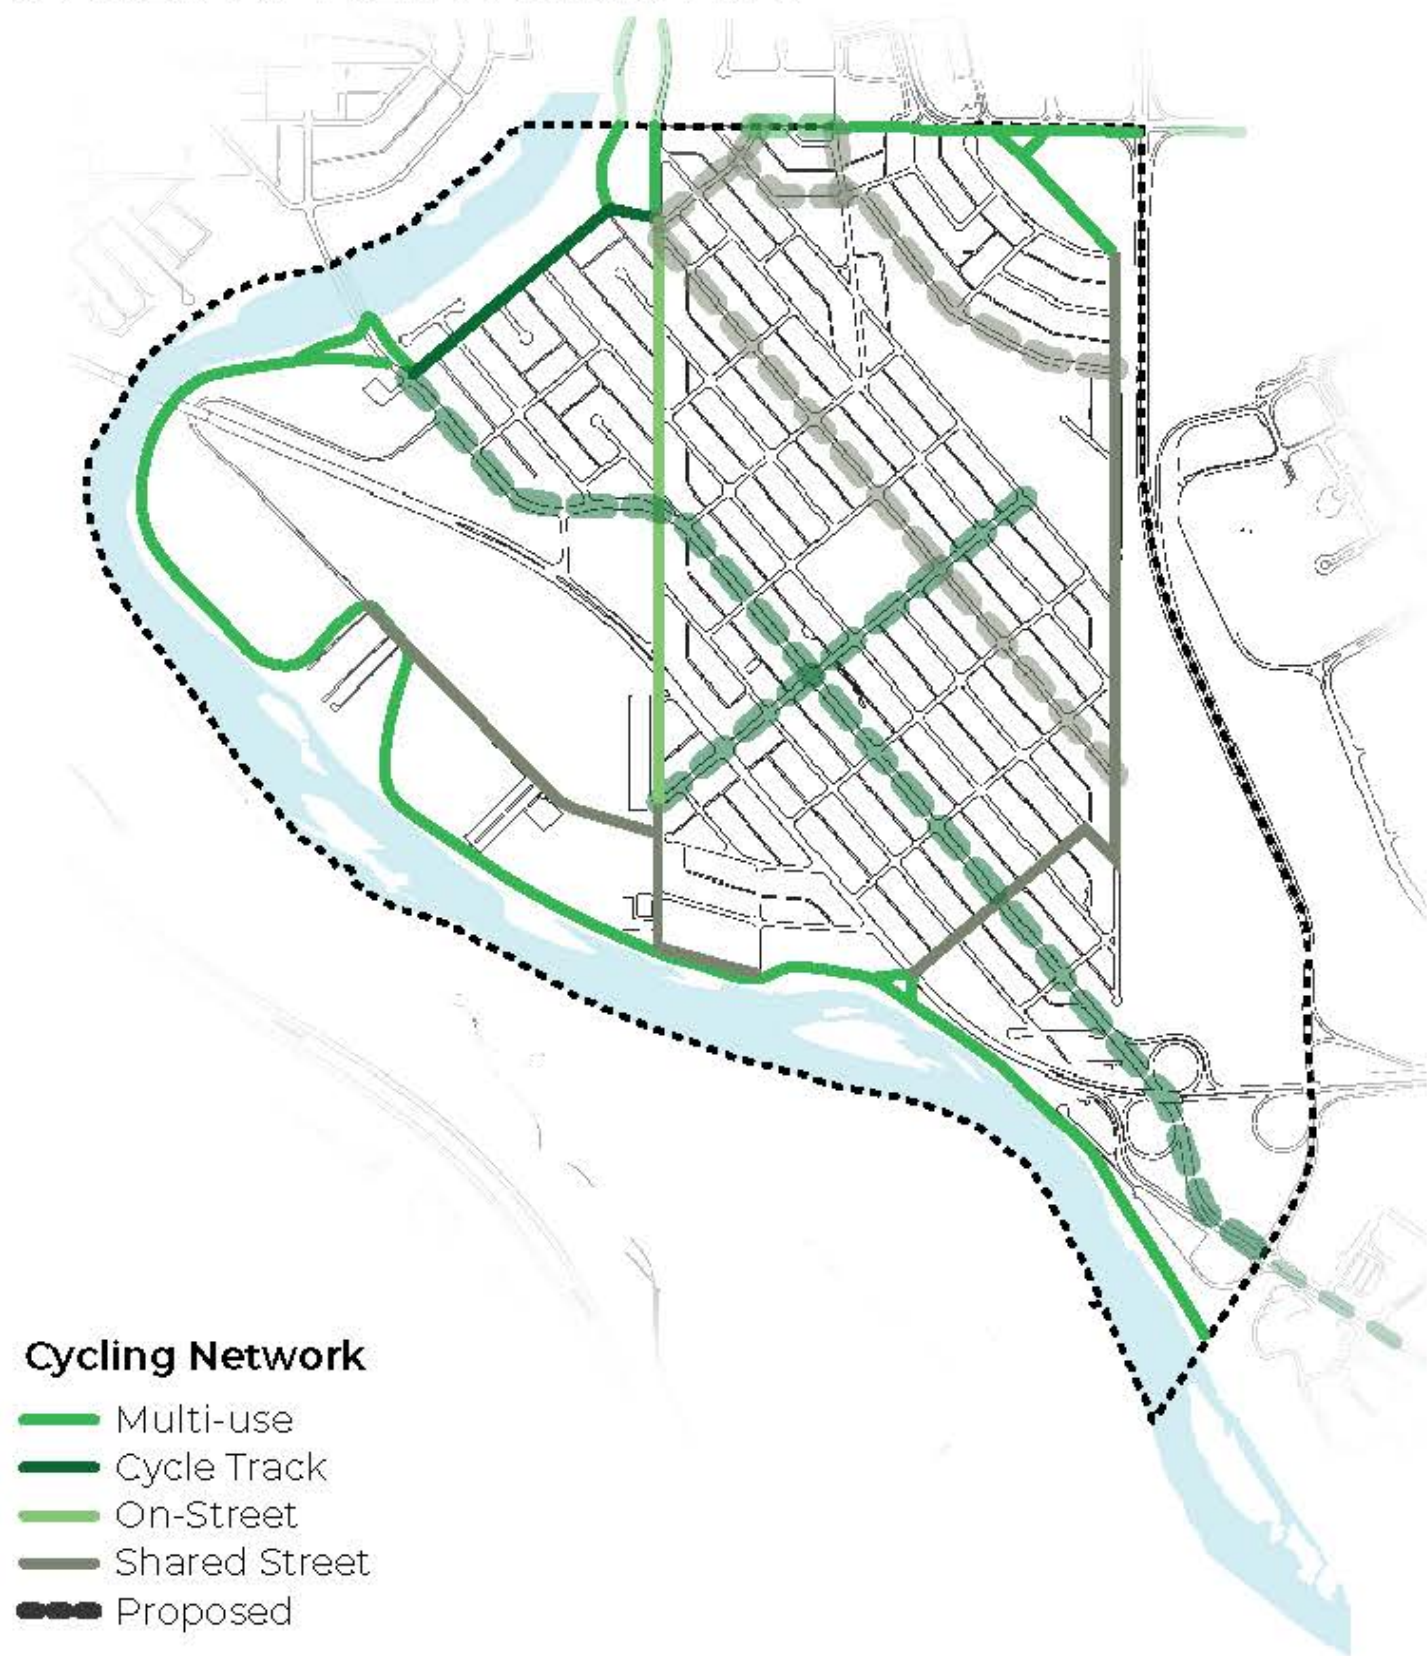 Cycling Network
Multi-use
Cycle Track
On-Street
Shared Street
Proposed